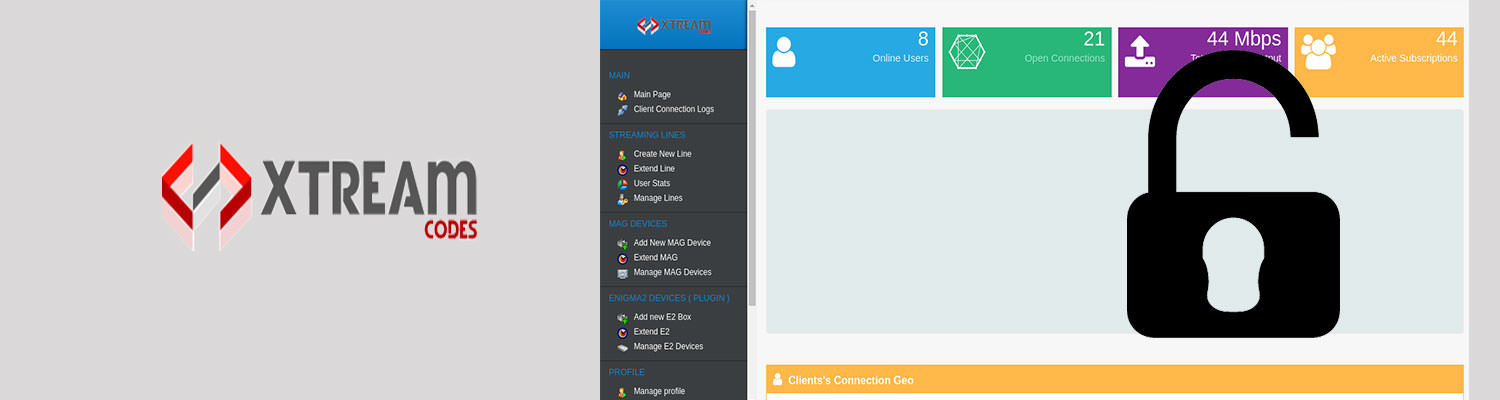 XTREAM
CODES
XTREAM
CODES
MAIN
Main Page
Client Connection Logs
STREAMING LINES
Create New Line
Extend Line
User Stats
Manage Lines
MAG DEVICES
Add New MAG Device
Extend MAG
Manage MAG Devices
ENIGMA2 DEVICES ( PLUGIN )
Add new E2 Box
Extend E2
Manage E2 Devices
PROFILE
Manage profile
8
Online Users
21
Open Connections
44 Mbps
44
Active Subscriptions
Clients's Connection Geo